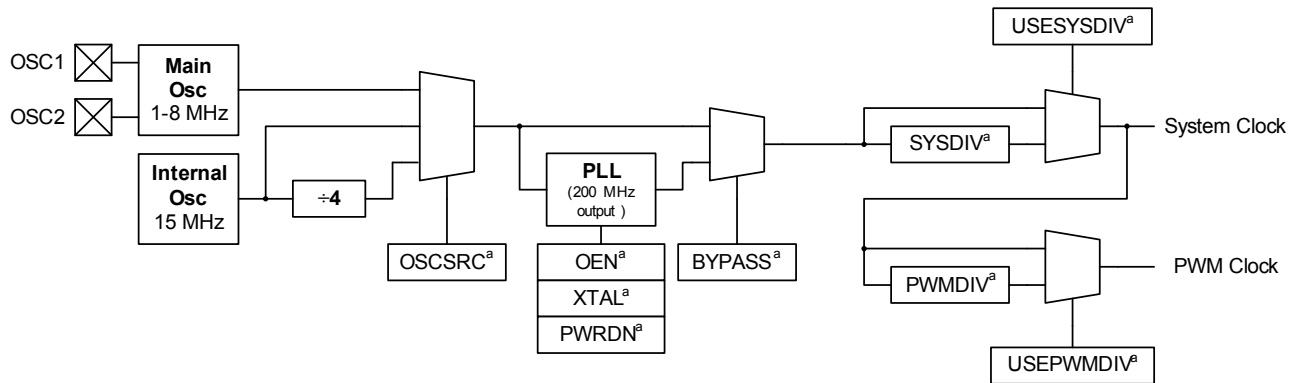 USESYSDIVᵃ
OSC1
Main
Osc
1-8 MHz
OSC2
System Clock
SYSDIVᵃ
Internal
Osc
15 MHz
÷4
PLL
(200 MHz
output )
OSCSRCᵃ
OENᵃ
BYPASSᵃ
XTALᵃ
PWRDNᵃ
PWM Clock
PWMDIVᵃ
USEPWMDIVᵃ